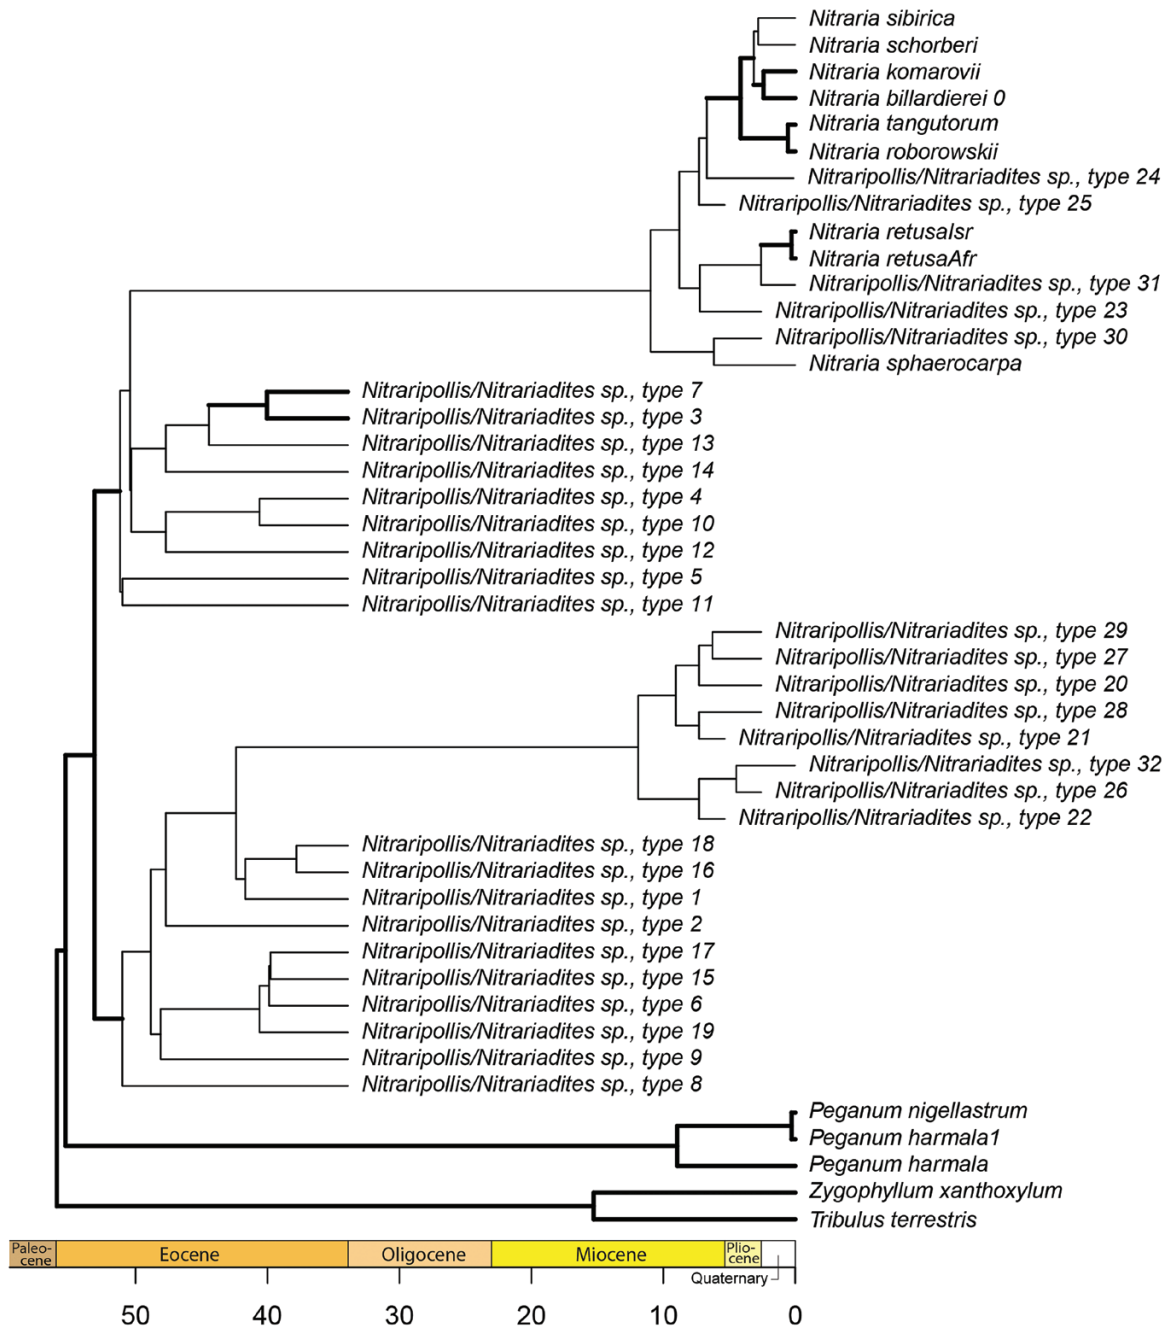 Nitraria sibirica
Nitraria schorberi
Nitraria komarovii
Nitraria billardierei 0
Nitraria tangutorum
Nitraria roborowskii
Nitraripollis/Nitrariadites sp., type 24
Nitraripollis/Nitrariadites sp., type 25
Nitraria retusaIsr
Nitraria retusaAfr
Nitraripollis/Nitrariadites sp., type 31
Nitraripollis/Nitrariadites sp., type 23
Nitraripollis/Nitrariadites sp., type 30
Nitraria sphaerocarpa
Nitraripollis/Nitrariadites sp., type 7
Nitraripollis/Nitrariadites sp., type 3
Nitraripollis/Nitrariadites sp., type 13
Nitraripollis/Nitrariadites sp., type 14
Nitraripollis/Nitrariadites sp., type 4
Nitraripollis/Nitrariadites sp., type 10
Nitraripollis/Nitrariadites sp., type 12
Nitraripollis/Nitrariadites sp., type 5
Nitraripollis/Nitrariadites sp., type 11
Nitraripollis/Nitrariadites sp., type 29
Nitraripollis/Nitrariadites sp., type 27
Nitraripollis/Nitrariadites sp., type 20
Nitraripollis/Nitrariadites sp., type 28
Nitraripollis/Nitrariadites sp., type 21
Nitraripollis/Nitrariadites sp., type 32
Nitraripollis/Nitrariadites sp., type 26
Nitraripollis/Nitrariadites sp., type 22
Nitraripollis/Nitrariadites sp., type 18
Nitraripollis/Nitrariadites sp., type 16
Nitraripollis/Nitrariadites sp., type 1
Nitraripollis/Nitrariadites sp., type 2
Nitraripollis/Nitrariadites sp., type 17
Nitraripollis/Nitrariadites sp., type 15
Nitraripollis/Nitrariadites sp., type 6
Nitraripollis/Nitrariadites sp., type 19
Nitraripollis/Nitrariadites sp., type 9
Nitraripollis/Nitrariadites sp., type 8
Peganum nigellastrum
Peganum harmala1
Peganum harmala
Zygophyllum xanthoxylum
Tribulus terrestris
Paleo-
cene
Eocene
Oligocene
Miocene
Plio-
cene
Quaternary
50 40 30 20 10 0